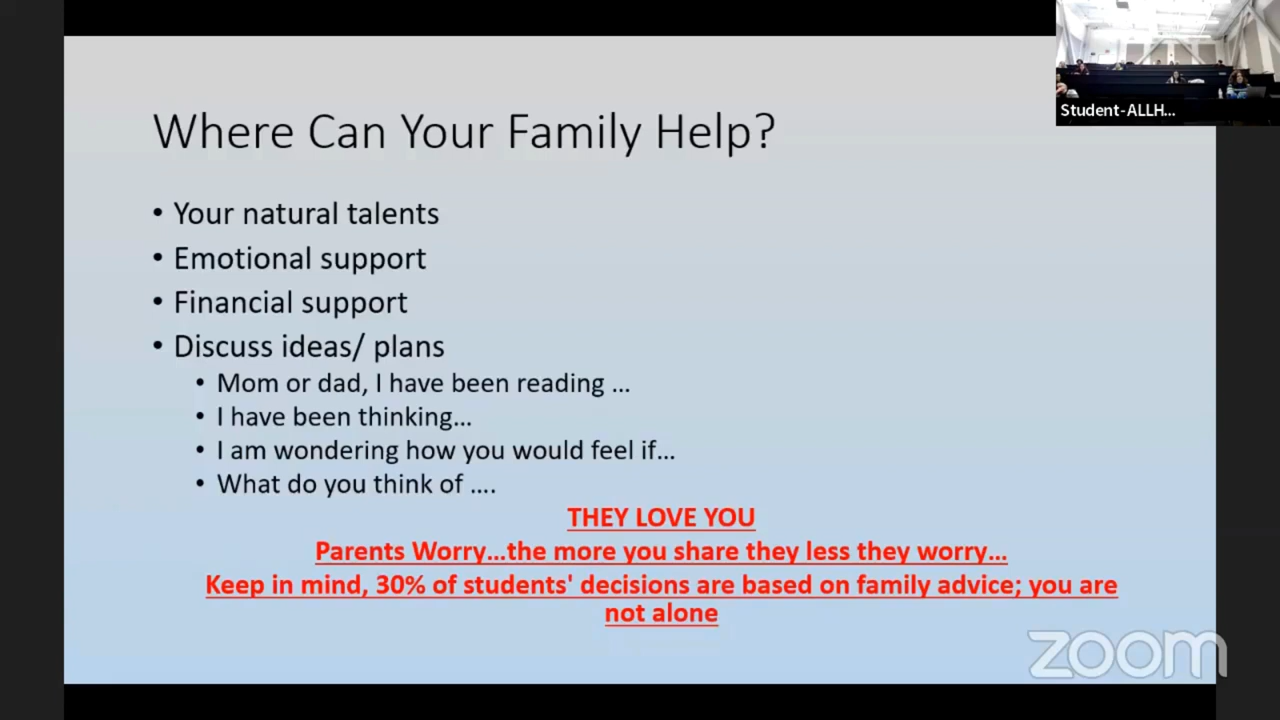 Student-ALLH...
Where Can Your Family Help?
• Your natural talents
• Emotional support
• Financial support
• Discuss ideas/ plans
• Mom or dad, I have been reading ...
• I have been thinking...
• I am wondering how you would feel if...
• What do you think of ....
THEY LOVE YOU
Parents Worry...the more you share they less they worry...
Keep in mind, 30% of students' decisions are based on family advice; you are
not alone
zoom